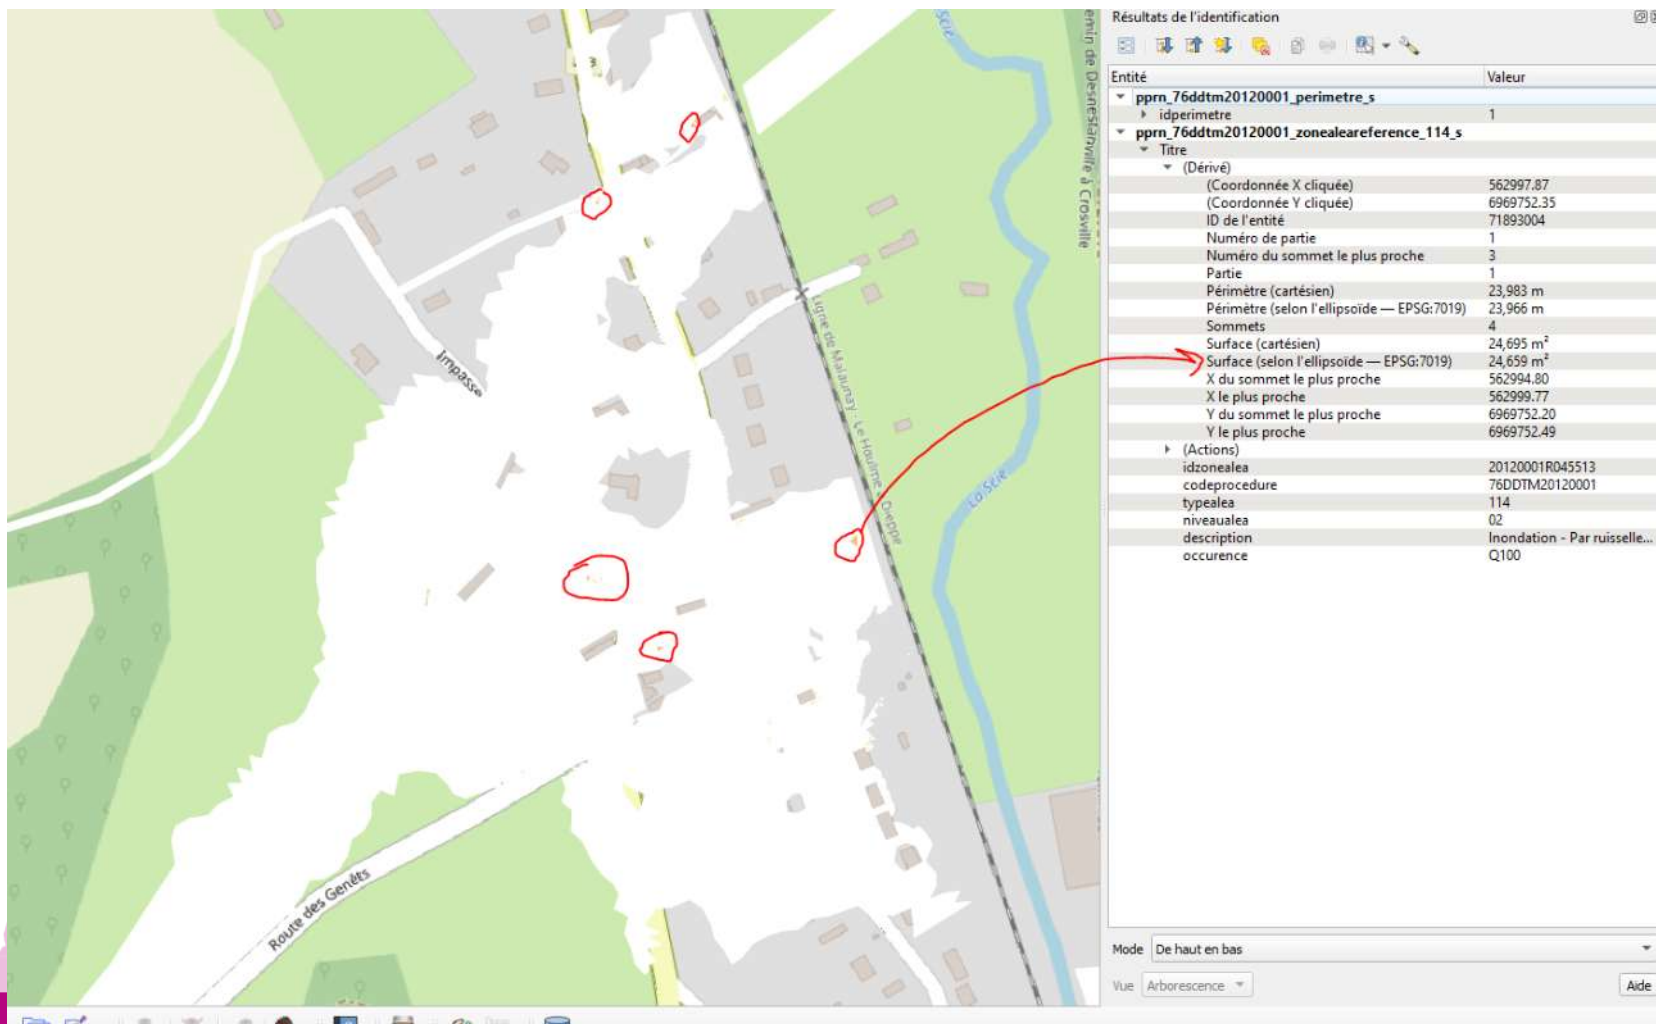 Scie
emin de Desnestanville à Crosville
Impasse
Ligne de Malaunay - Le Houlme - Dieppe
La Scie
Route des Genêts
Résultats de l'identification
Entité Valeur
pprn_76ddtm20120001_perimetre_s
idperimetre 1
pprn_76ddtm20120001_zonealeareference_114_s
Titre
(Dérivé)
(Coordonnée X cliquée) 562997.87
(Coordonnée Y cliquée) 6969752.35
ID de l'entité 71893004
Numéro de partie 1
Numéro du sommet le plus proche 3
Partie 1
Périmètre (cartésien) 23,983 m
Périmètre (selon l'ellipsoïde — EPSG:7019) 23,966 m
Sommets 4
Surface (cartésien) 24,695 m²
Surface (selon l'ellipsoïde — EPSG:7019) 24,659 m²
X du sommet le plus proche 562994.80
X le plus proche 562999.77
Y du sommet le plus proche 6969752.20
Y le plus proche 6969752.49
(Actions)
idzonealea 20120001R045513
codeprocedure 76DDTM20120001
typealea 114
niveaualea 02
description Inondation - Par ruisselle...
occurence Q100
Mode De haut en bas
Vue Arborescence Aide